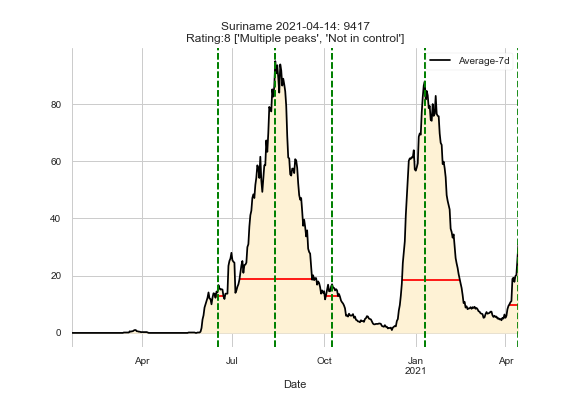 Suriname 2021-04-14: 9417
Rating:8 ['Multiple peaks', 'Not in control']
Average-7d
80
60
40
20
0
Apr
Jul
Oct
Jan
2021
Apr
Date